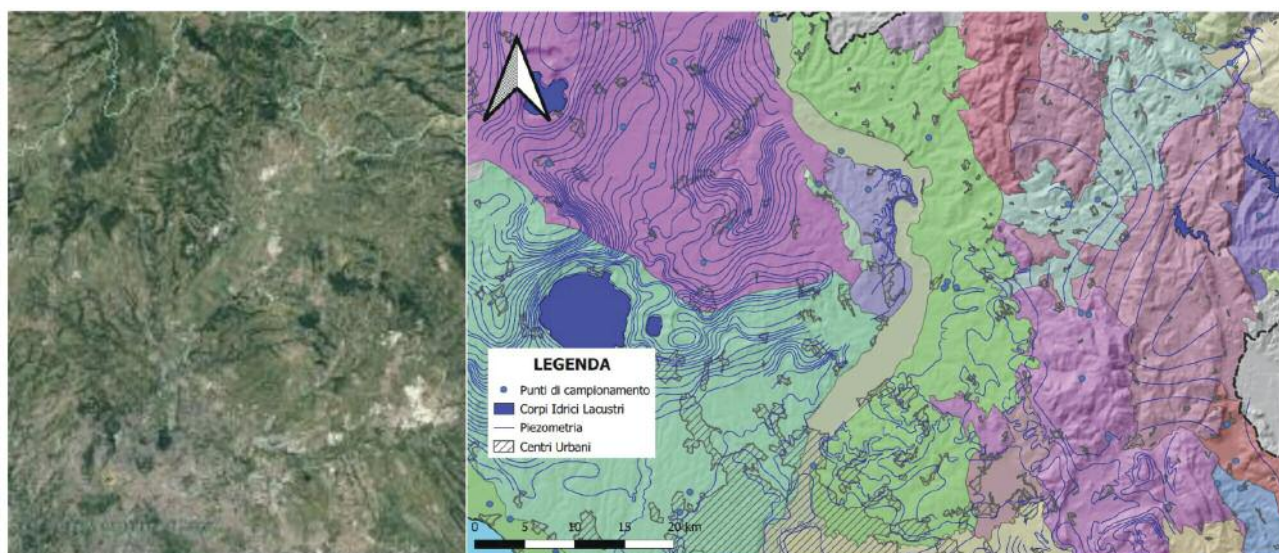 LEGENDA
Punti di campionamento
Corpi Idrici Lacustri
Piezometria
Centri Urbani
0 5 10 15 20 km